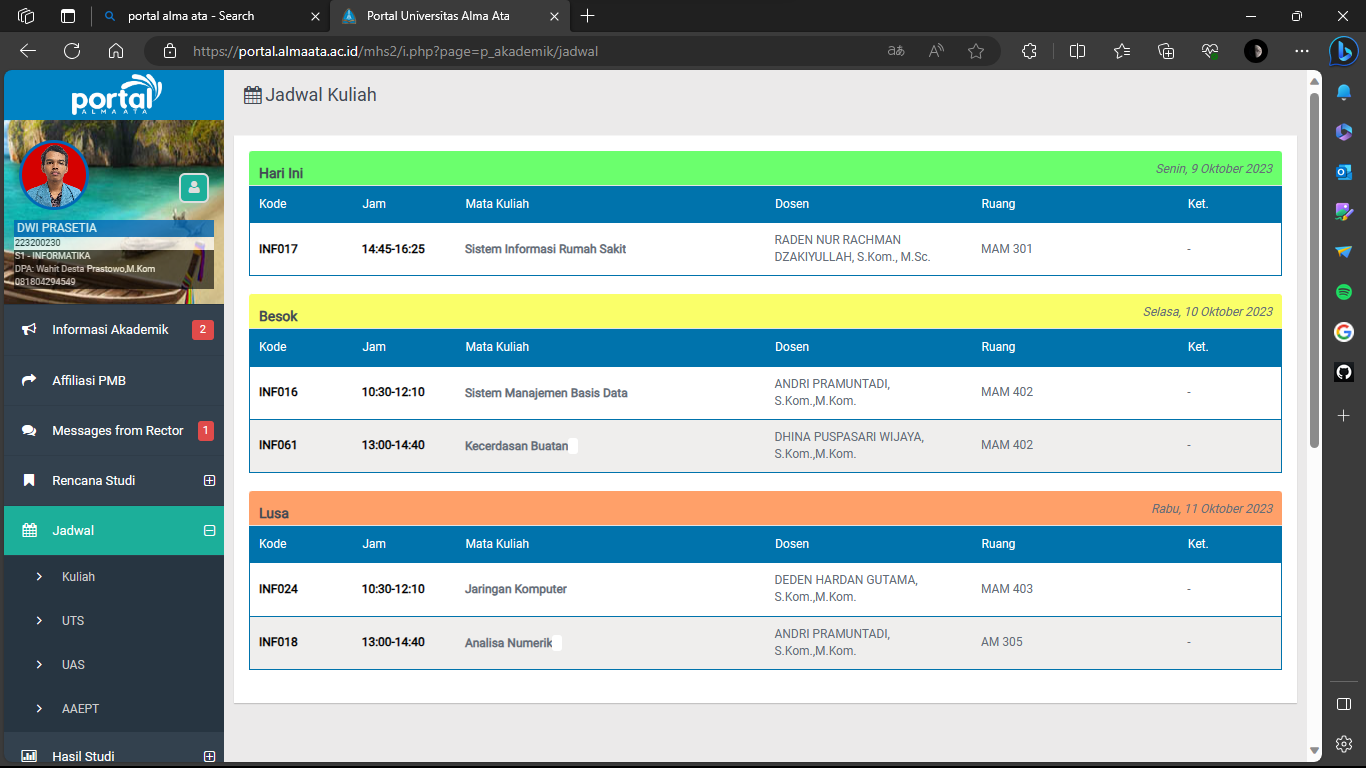 portal alma ata - Search
Portal Universitas Alma Ata
https://portal.almaata.ac.id/mhs2/i.php?page=p_akademik/jadwal
portal
ALMAATA
DWI PRASETIA
223200230
S1 - INFORMATIKA
DPA: Wahit Desta Prastowo,M.Kom
081804294549
Informasi Akademik 2
Affiliasi PMB
Messages from Rector 1
Rencana Studi
Jadwal
Kuliah
UTS
UAS
AAEPT
Hasil Studi
Jadwal Kuliah
Hari Ini Senin, 9 Oktober 2023
Kode Jam Mata Kuliah Dosen Ruang Ket.
INF017 14:45-16:25 Sistem Informasi Rumah Sakit RADEN NUR RACHMAN
DZAKIYULLAH, S.Kom., M.Sc. MAM 301 -
Besok Selasa, 10 Oktober 2023
Kode Jam Mata Kuliah Dosen Ruang Ket.
INF016 10:30-12:10 Sistem Manajemen Basis Data ANDRI PRAMUNTADI,
S.Kom.,M.Kom. MAM 402 -
INF061 13:00-14:40 Kecerdasan Buatan DHINA PUSPASARI WIJAYA,
S.Kom.,M.Kom. MAM 402 -
Lusa Rabu, 11 Oktober 2023
Kode Jam Mata Kuliah Dosen Ruang Ket.
INF024 10:30-12:10 Jaringan Komputer DEDEN HARDAN GUTAMA,
S.Kom.,M.Kom. MAM 403 -
INF018 13:00-14:40 Analisa Numerik ANDRI PRAMUNTADI,
S.Kom.,M.Kom. AM 305 -